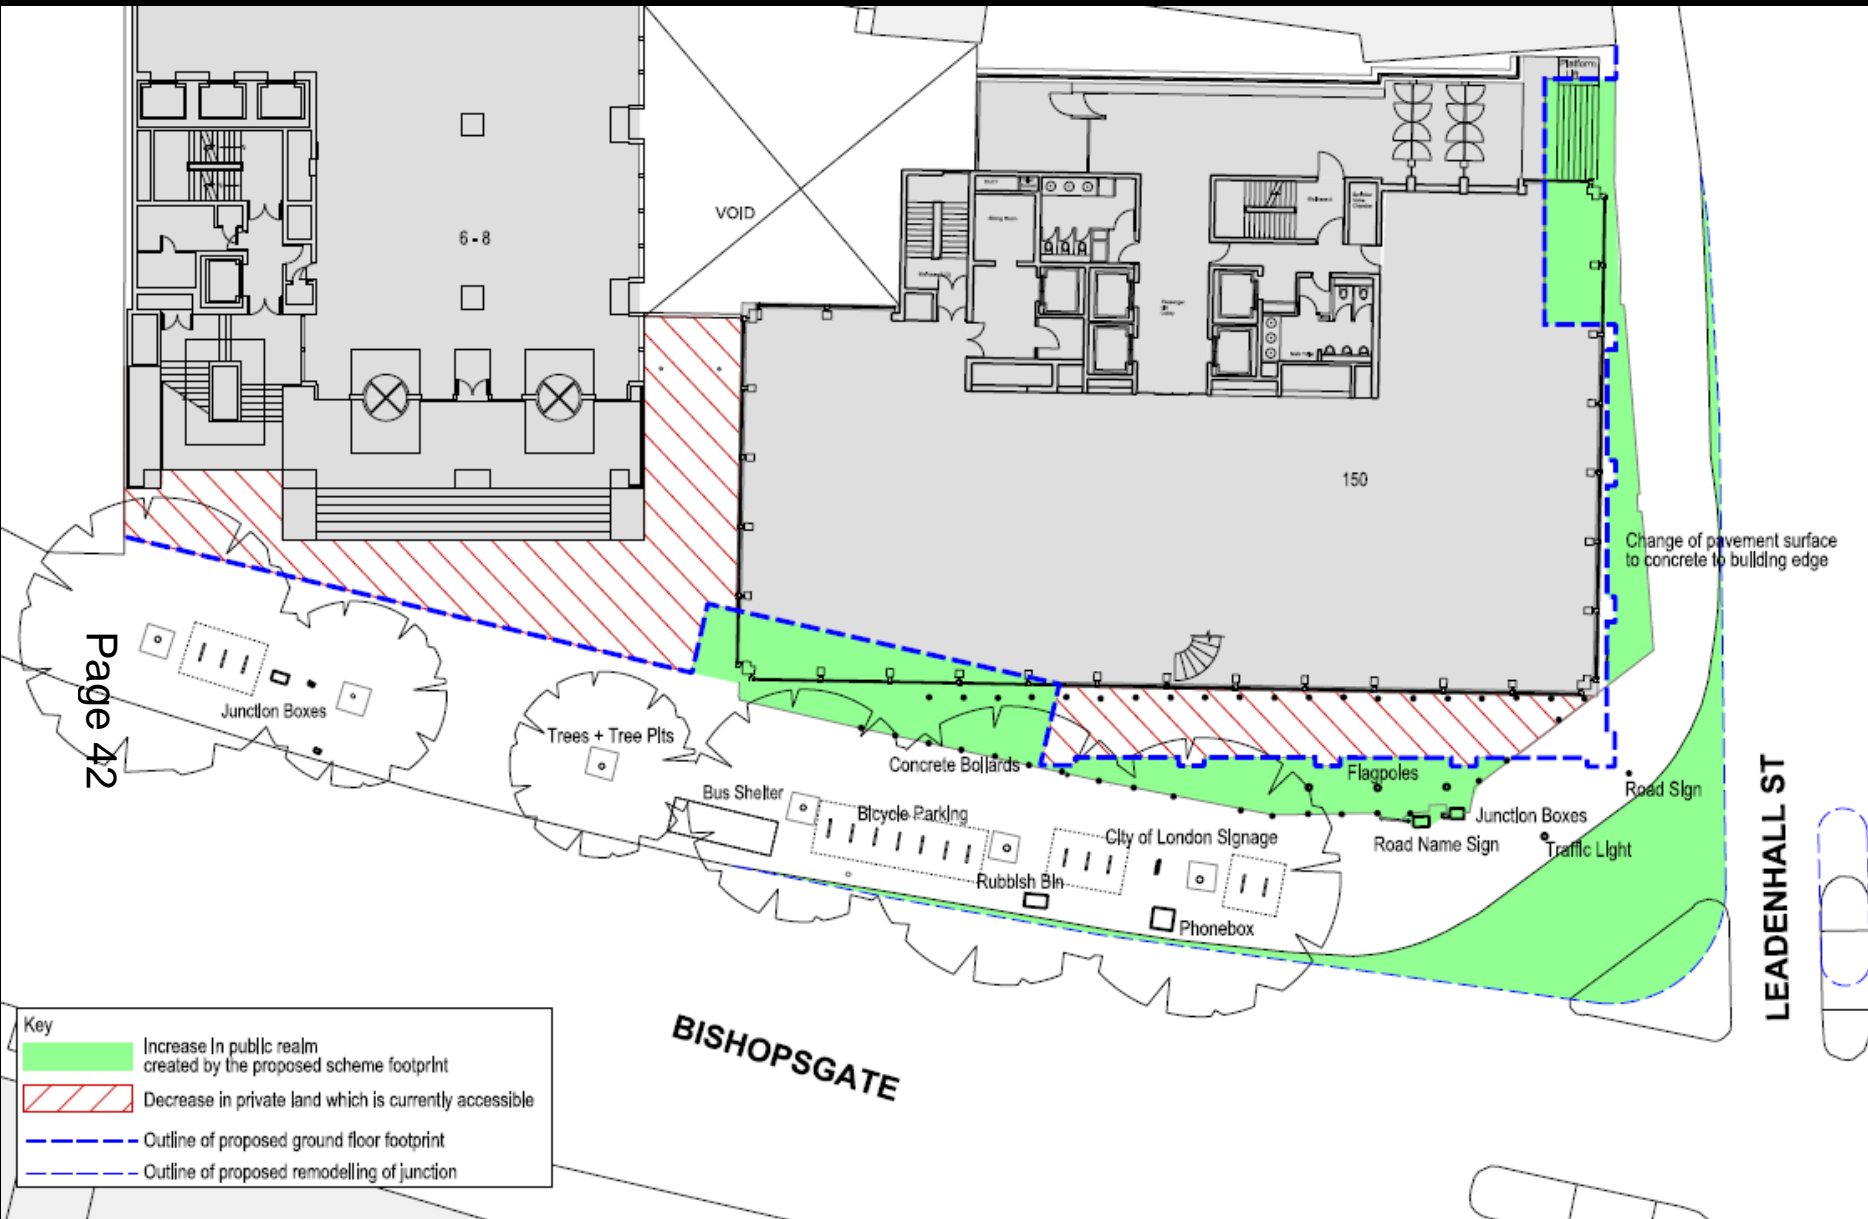 Platform
Lift
VOID
6 - 8
150
Change of pavement surface
to concrete to building edge
Page 42
Junction Boxes
Trees + Tree Pits
Bus Shelter
Concrete Bollards
Bicycle Parking
Flagpoles
Road Sign
Junction Boxes
City of London Signage
Road Name Sign
Traffic Light
Rubbish Bin
Phonebox
LEADENHALL ST
BISHOPSGATE
Key
Increase in public realm
created by the proposed scheme footprint
Decrease in private land which is currently accessible
Outline of proposed ground floor footprint
Outline of proposed remodelling of junction